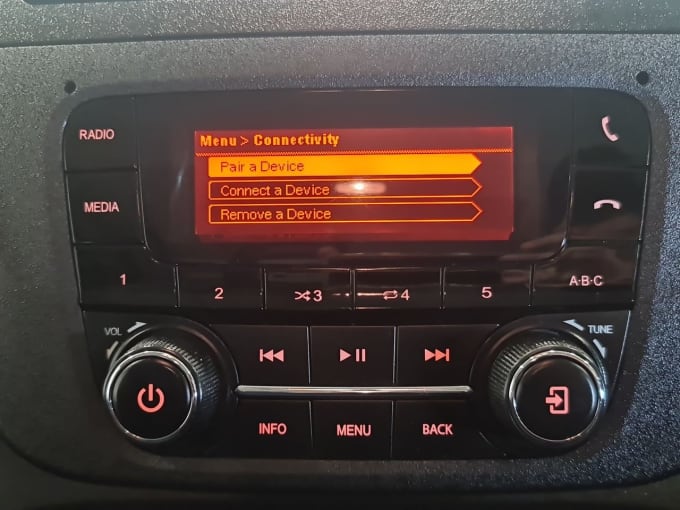 RADIO
Menu > Connectivity
Pair a Device
MEDIA
Connect a Device
Remove a Device
1
2
3
4
5
A·B·C
VOL
TUNE
INFO
MENU
BACK